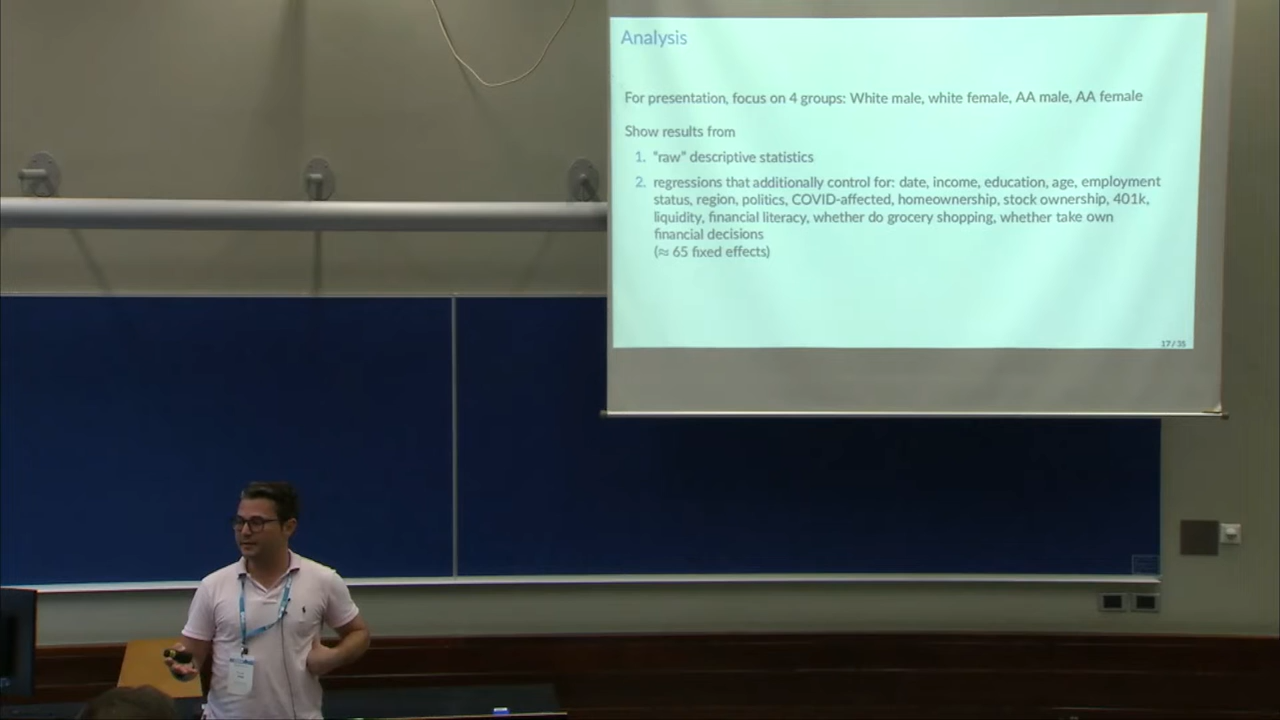 Analysis
For presentation, focus on 4 groups: White male, white female, AA male, AA female
Show results from
1. "raw" descriptive statistics
2. regressions that additionally control for: date, income, education, age, employment
status, region, politics, COVID-affected, homeownership, stock ownership, 401k,
liquidity, financial literacy, whether do grocery shopping, whether take own
financial decisions
(≈ 65 fixed effects)
17 / 35